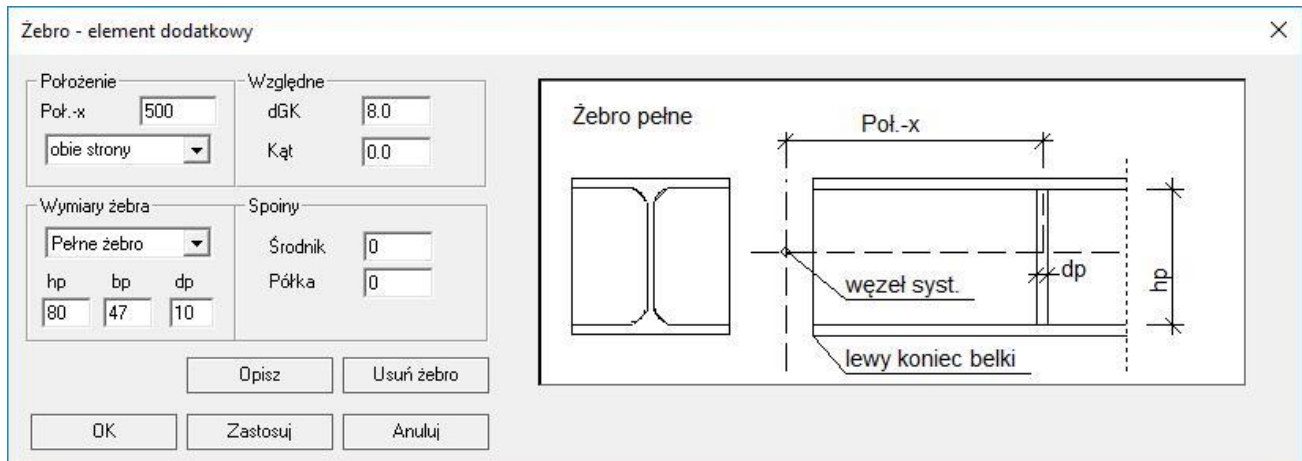 Żebro - element dodatkowy
Położenie
Poł.-x 500
obie strony
Względne
dGK 8.0
Kąt 0.0
Wymiary żebra
Pełne żebro
hp bp dp
80 47 10
Spoiny
Środnik 0
Półka 0
Opisz Usuń żebro
OK Zastosuj Anuluj
Żebro pełne
Poł.-x
dp
hp
węzeł syst.
lewy koniec belki